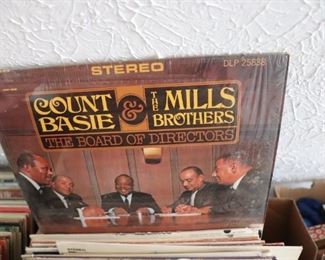 STEREO
DLP 25838
COUNT BASIE & THE MILLS BROTHERS
THE BOARD OF DIRECTORS